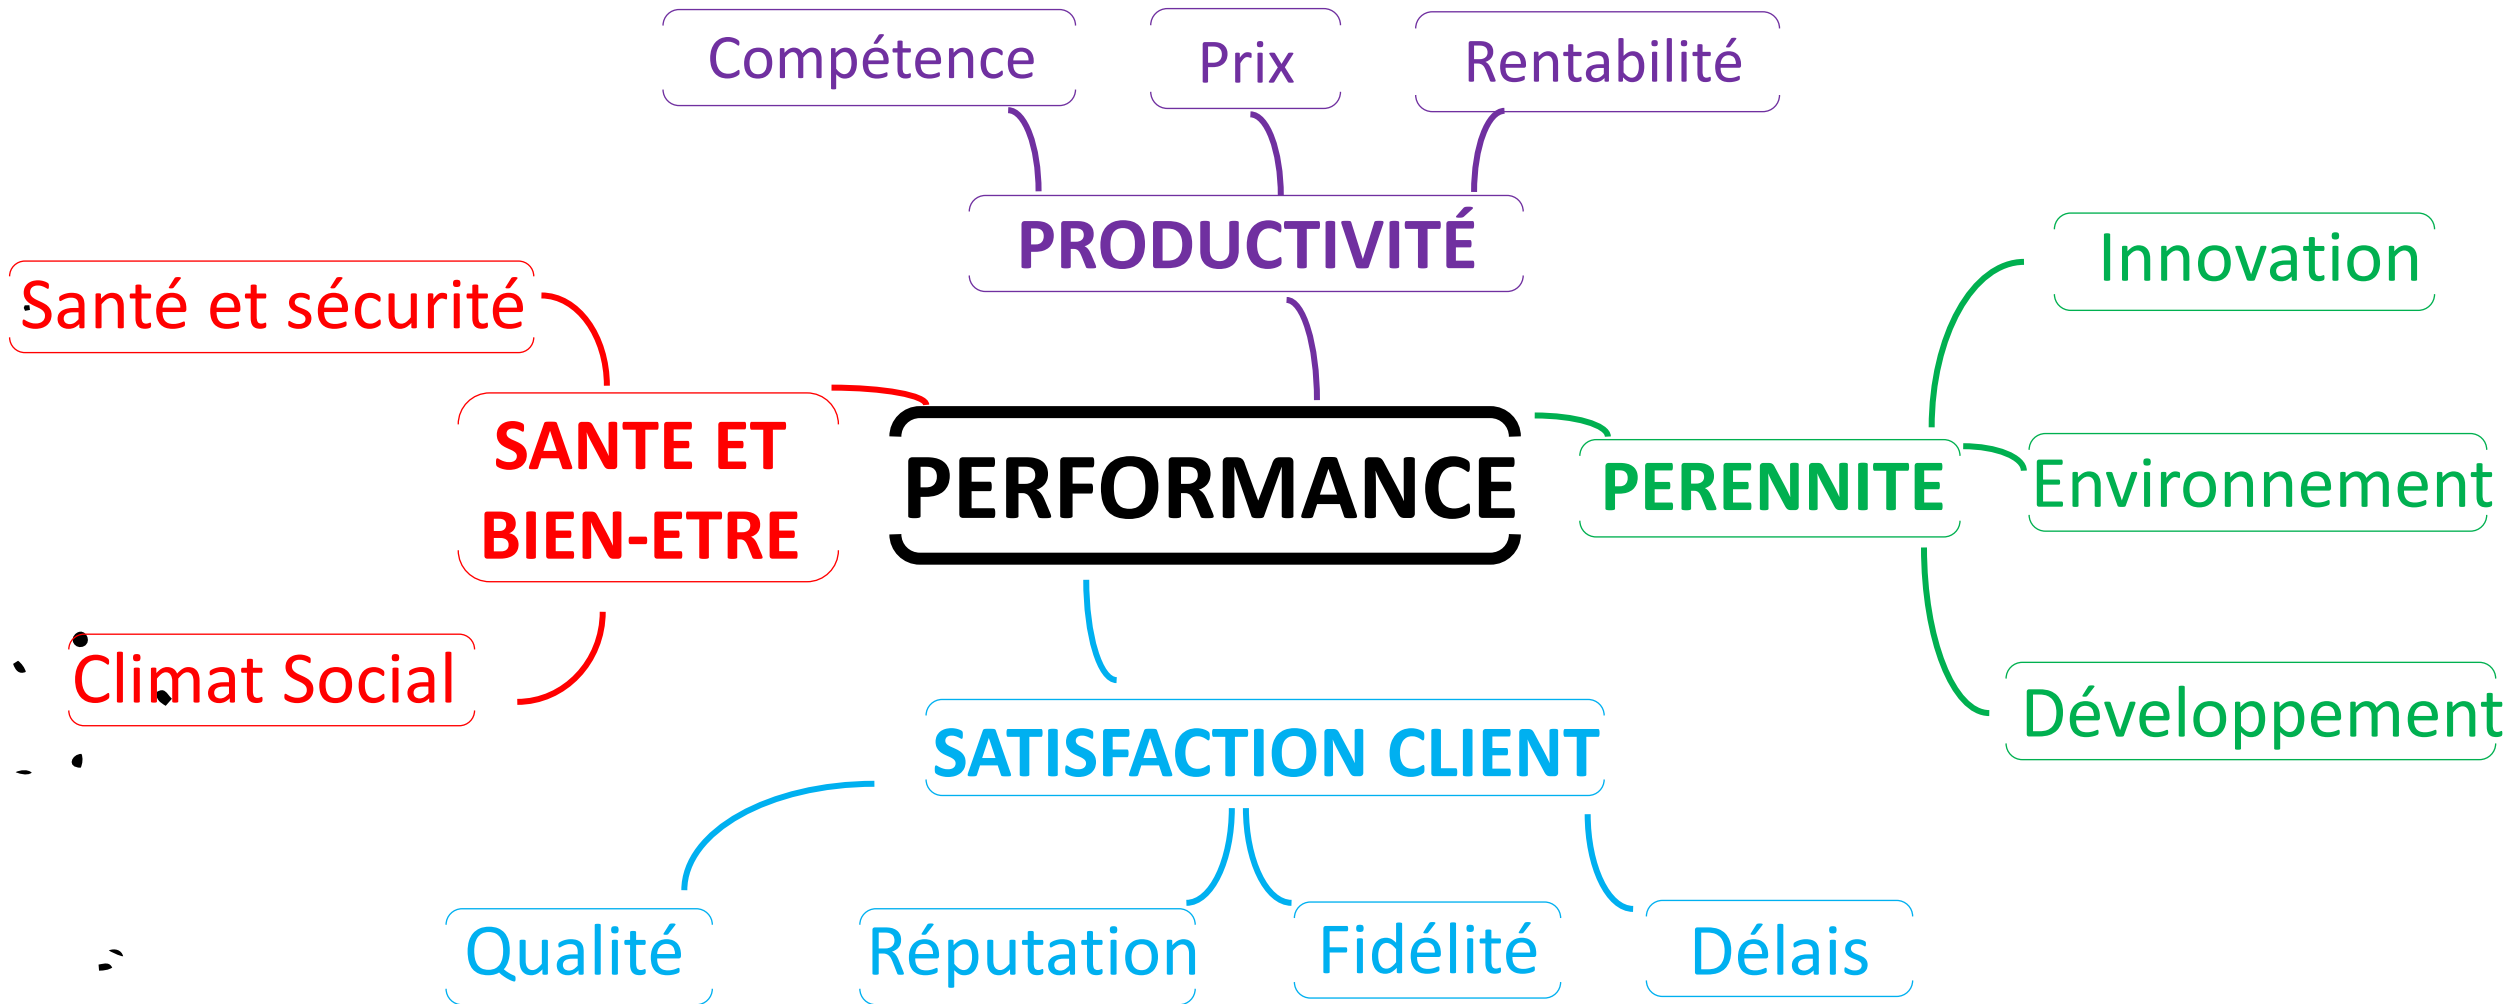 Compétence
Prix
Rentabilité
PRODUCTIVITÉ
Innovation
Santé et sécurité
SANTE ET
BIEN-ETRE
PERFORMANCE
PERENNITE
Environnement
Climat Social
Développement
SATISFACTION CLIENT
Qualité
Réputation
Fidélité
Délais